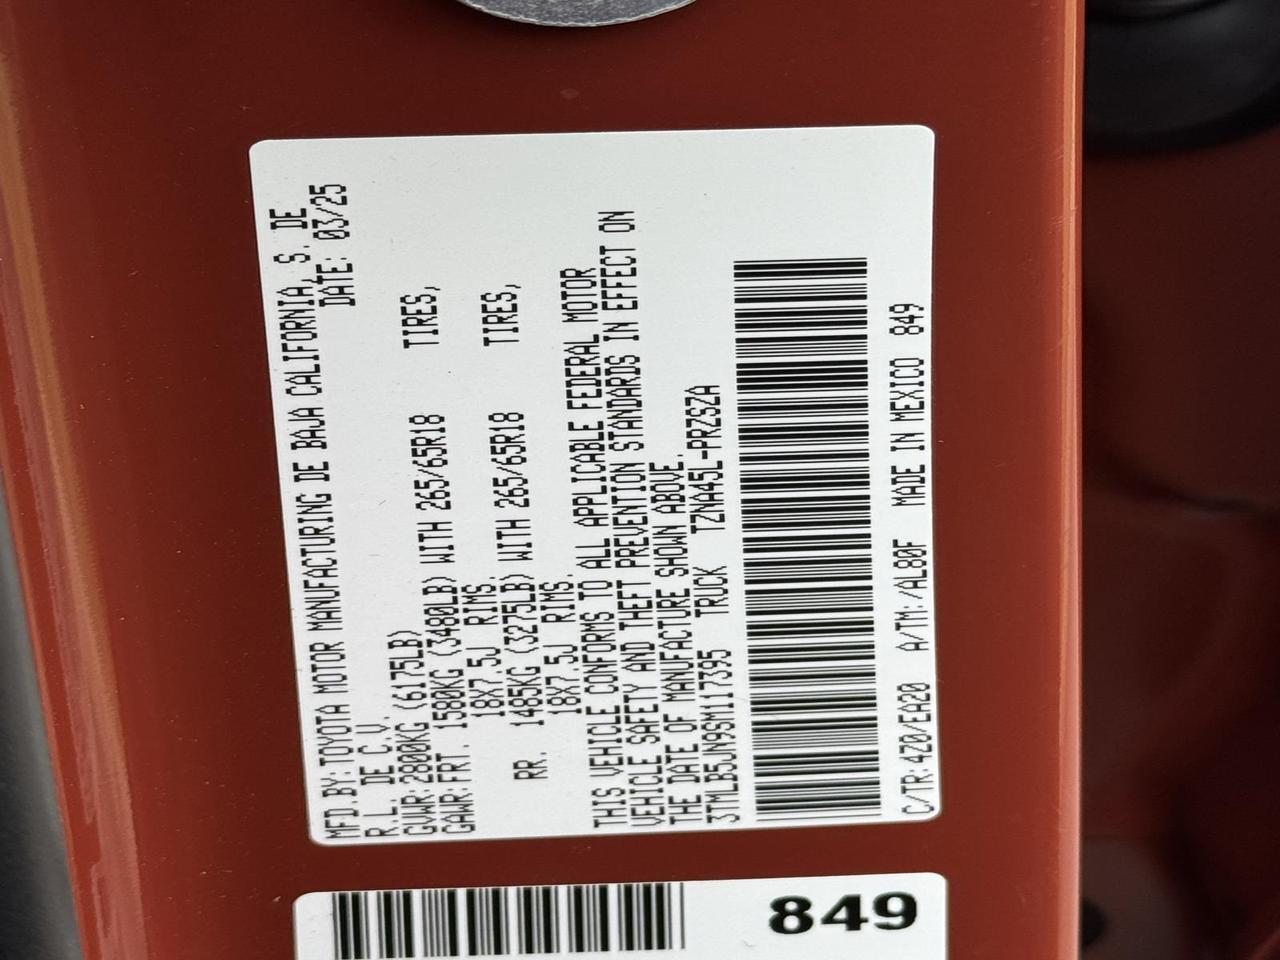 MFD.BY:TOYOTA MOTOR MANUFACTURING DE BAJA CALIFORNIA, S. DE
R.L. DE C.V. DATE: 03/25
GVWR:2800KG (6175LB)
GAWR:FRT. 1580KG (3480LB) WITH 265/65R18 TIRES,
18X7.5J RIMS.
RR. 1485KG (3275LB) WITH 265/65R18 TIRES,
18X7.5J RIMS.
THIS VEHICLE CONFORMS TO ALL APPLICABLE FEDERAL MOTOR
VEHICLE SAFETY AND THEFT PREVENTION STANDARDS IN EFFECT ON
THE DATE OF MANUFACTURE SHOWN ABOVE.
3TMLB5JN9SM117395 TRUCK TZNA45L-PRZSZA
C/TR:4Z0/EA20 A/TM:/AL80F MADE IN MEXICO 849
849